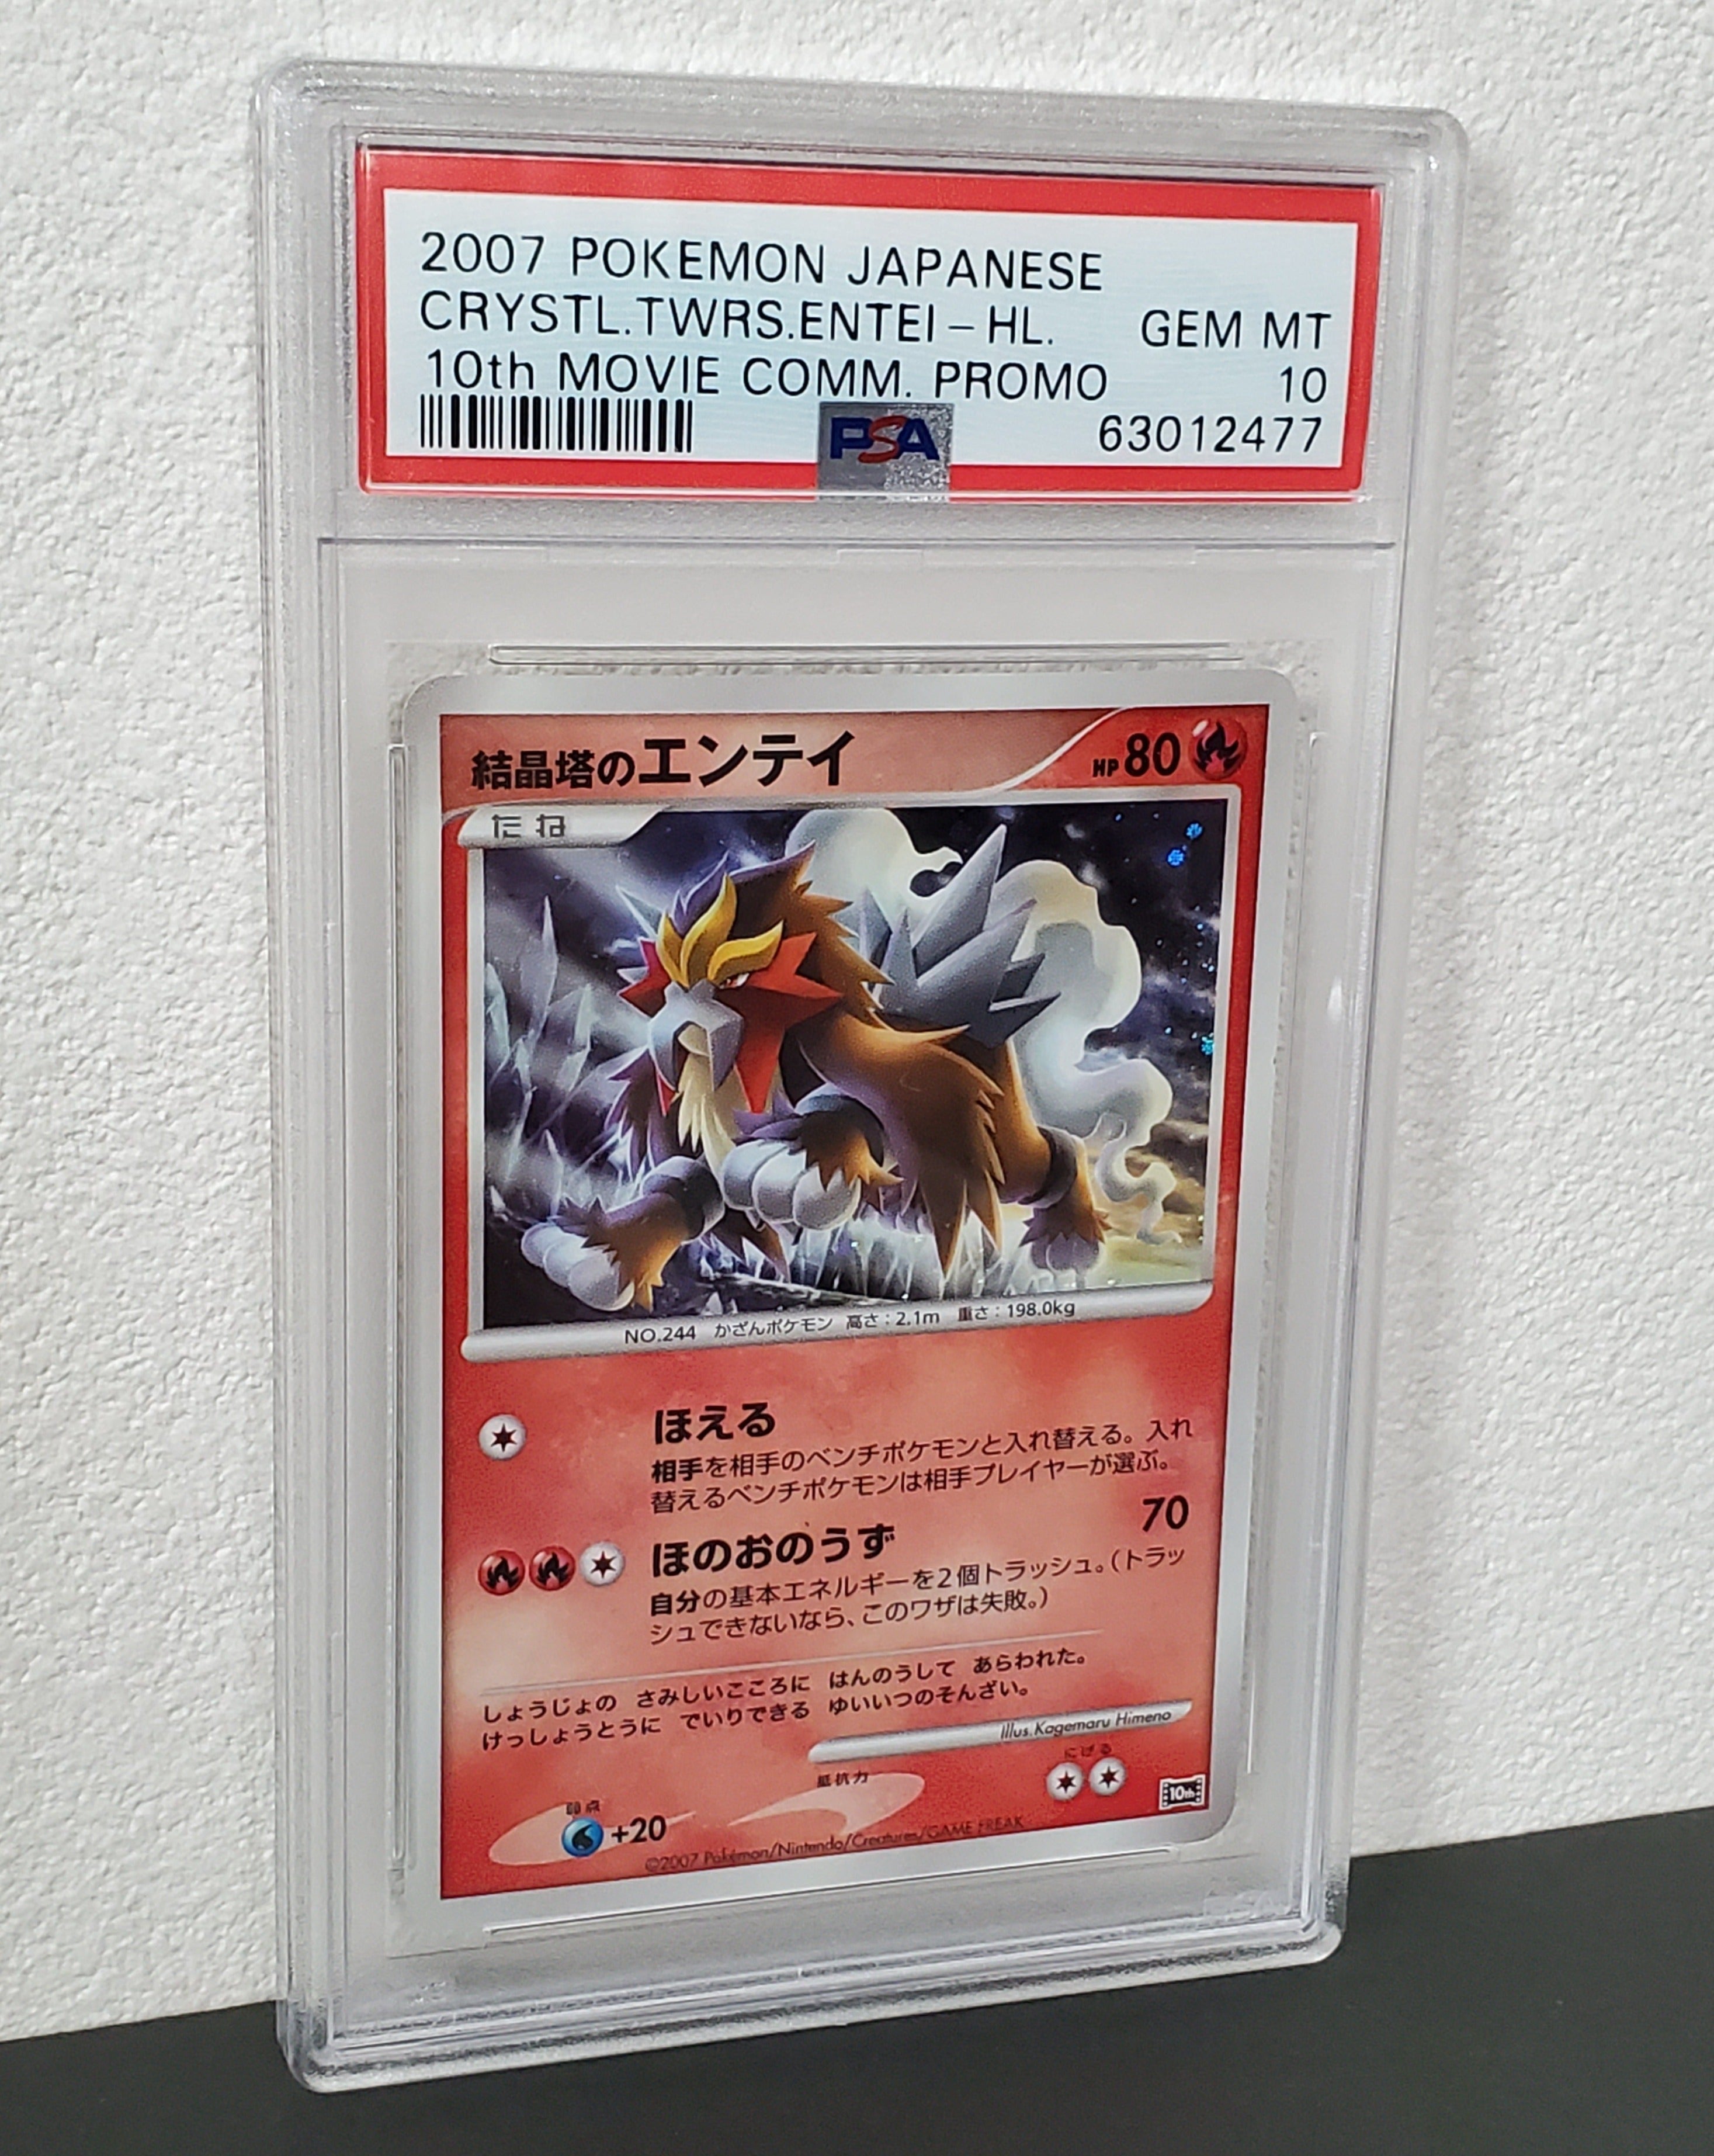 2007 POKEMON JAPANESE
CRYSTL.TWRS.ENTEI-HL. GEM MT
10th MOVIE COMM. PROMO 10
PSA 63012477
結晶塔のエンテイ HP80
たね
NO.244 かざんポケモン 高さ:2.1m 重さ:198.0kg
ほえる
相手を相手のベンチポケモンと入れ替える。入れ
替えるベンチポケモンは相手プレイヤーが選ぶ。
ほのおのうず 70
自分の基本エネルギーを2個トラッシュ。(トラッ
シュできないなら、このワザは失敗。)
しょうじょの さみしいこころに はんのうして あらわれた。
けっしょうとうに でいりできる ゆいいつのそんざい。
Illus.Kagemaru Himeno
弱点 抵抗力 にげる
+20 10th
©2007 Pokémon/Nintendo/Creatures/GAME FREAK